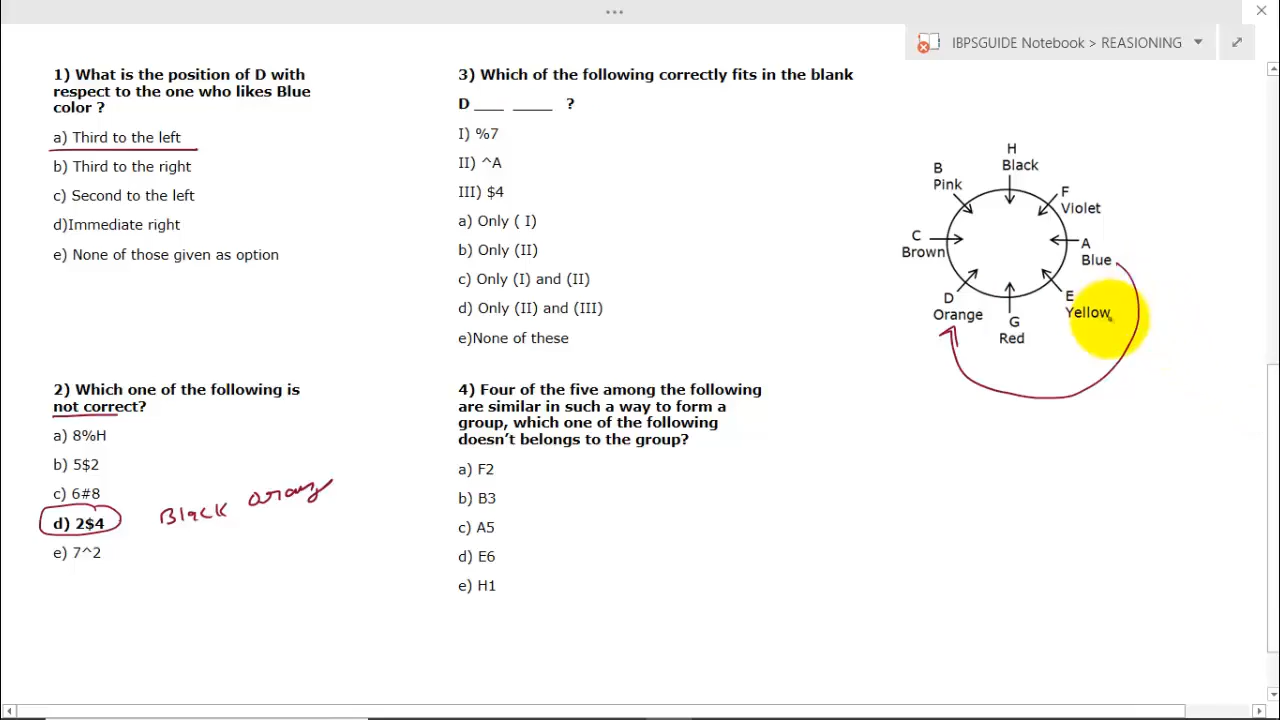 IBPSGUIDE Notebook > REASONING
1) What is the position of D with
respect to the one who likes Blue
color ?
a) Third to the left
b) Third to the right
c) Second to the left
d)Immediate right
e) None of those given as option
2) Which one of the following is
not correct?
a) 8%H
b) 5$2
c) 6#8
d) 2$4
Black orang
e) 7^2
3) Which of the following correctly fits in the blank
D ____ _____ ?
I) %7
II) ^A
III) $4
a) Only ( I)
b) Only (II)
c) Only (I) and (II)
d) Only (II) and (III)
e)None of these
4) Four of the five among the following
are similar in such a way to form a
group, which one of the following
doesn't belongs to the group?
a) F2
b) B3
c) A5
d) E6
e) H1
H
Black
B
Pink
F
Violet
C
Brown
A
Blue
D
Orange
E
Yellow
G
Red